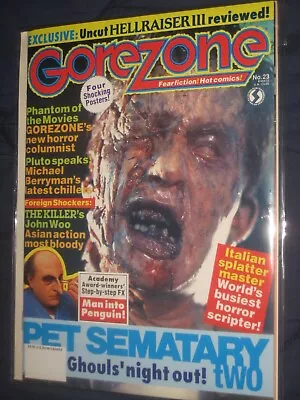 EXCLUSIVE: Uncut HELLRAISER III reviewed!
Gorezone
Fear fiction! Hot comics!
No. 23
Four
Shocking
Posters!
Phantom of
the Movies
GOREZONE's
new horror
columnist
Pluto speaks:
Michael
Berryman's
latest chiller
Foreign Shockers:
THE KILLER's
John Woo
Asian action
most bloody
Academy
Award-winners'
Step-by-step FX
Man into
Penguin!
Italian
splatter
master
World's
busiest
horror
scripter!
PET SEMATARY
two
Ghouls' night out!